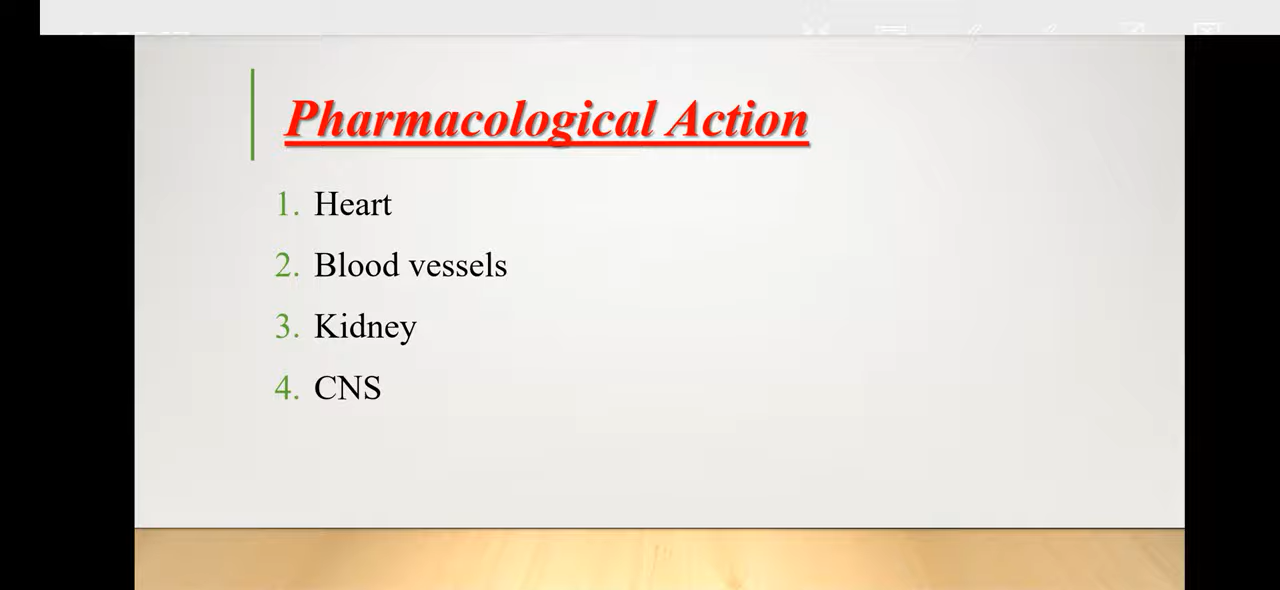 Pharmacological Action
1. Heart
2. Blood vessels
3. Kidney
4. CNS